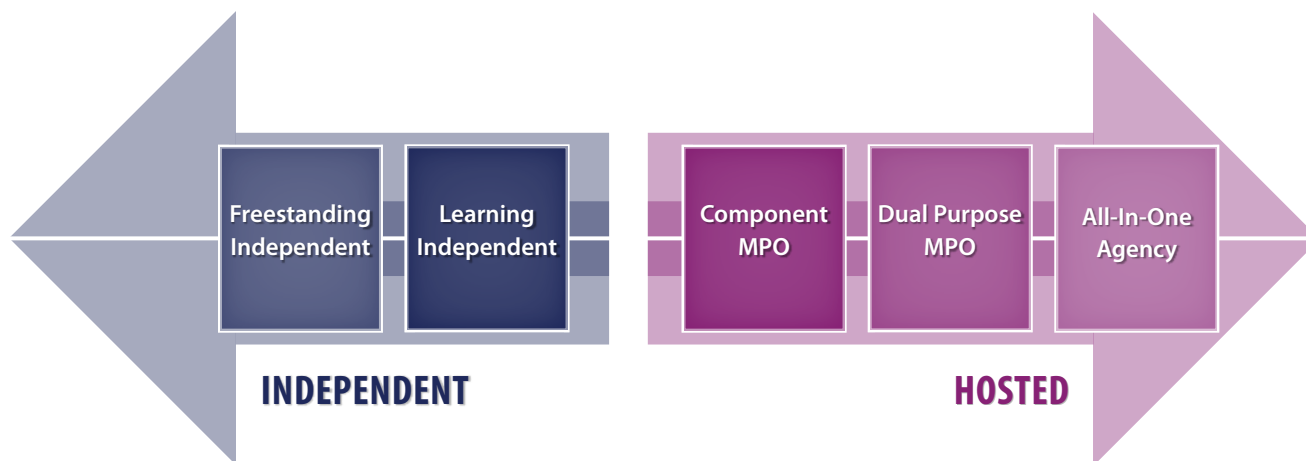 Freestanding
Independent
Learning
Independent
Component
MPO
Dual Purpose
MPO
All-In-One
Agency
INDEPENDENT
HOSTED